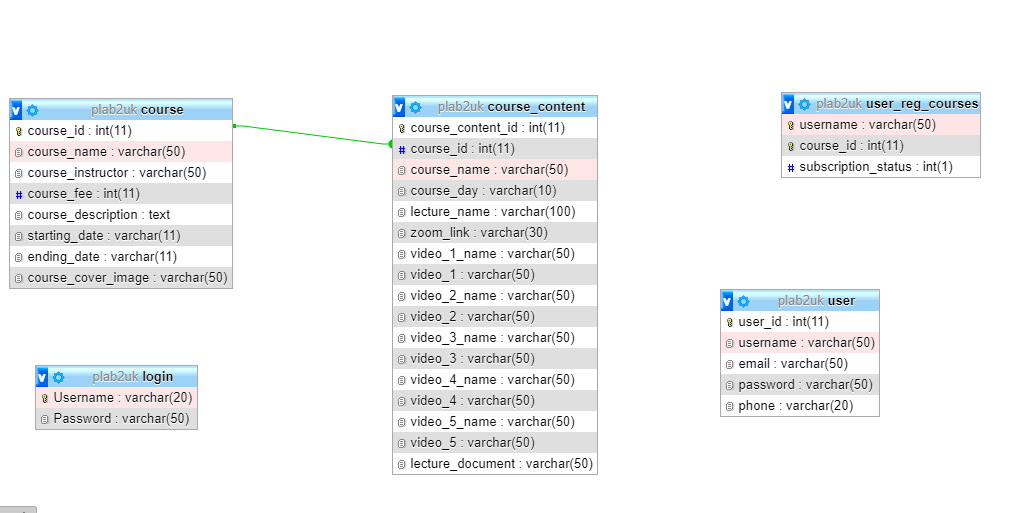 plab2uk course
course_id : int(11)
course_name : varchar(50)
course_instructor : varchar(50)
course_fee : int(11)
course_description : text
starting_date : varchar(11)
ending_date : varchar(11)
course_cover_image : varchar(50)
plab2uk login
Username : varchar(20)
Password : varchar(50)
plab2uk course_content
course_content_id : int(11)
course_id : int(11)
course_name : varchar(50)
course_day : varchar(10)
lecture_name : varchar(100)
zoom_link : varchar(30)
video_1_name : varchar(50)
video_1 : varchar(50)
video_2_name : varchar(50)
video_2 : varchar(50)
video_3_name : varchar(50)
video_3 : varchar(50)
video_4_name : varchar(50)
video_4 : varchar(50)
video_5_name : varchar(50)
video_5 : varchar(50)
lecture_document : varchar(50)
plab2uk user_reg_courses
username : varchar(50)
course_id : int(11)
subscription_status : int(1)
plab2uk user
user_id : int(11)
username : varchar(50)
email : varchar(50)
password : varchar(50)
phone : varchar(20)